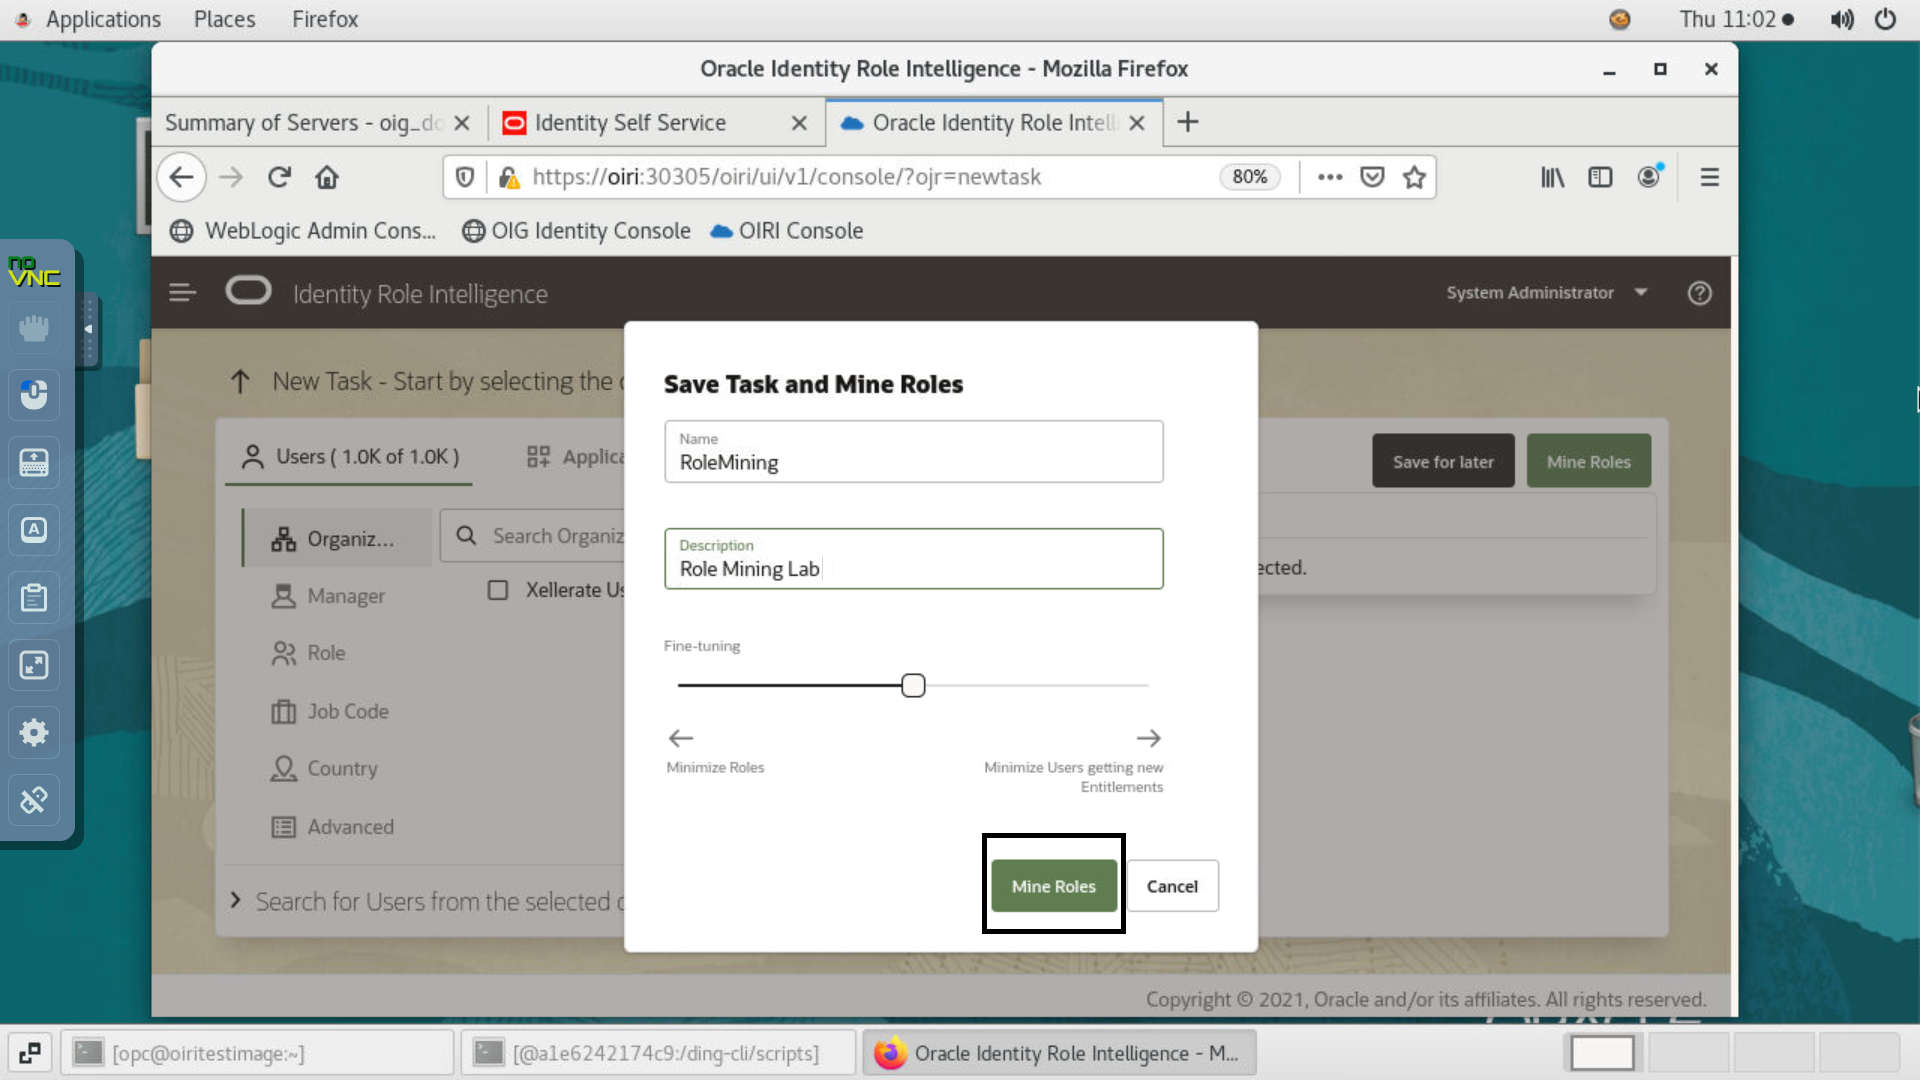 Applications Places Firefox Thu 11:02
Oracle Identity Role Intelligence - Mozilla Firefox
Summary of Servers - oig_do Identity Self Service Oracle Identity Role Intell
https://oiri:30305/oiri/ui/v1/console/?ojr=newtask 80%
WebLogic Admin Cons... OIG Identity Console OIRI Console
no
VNC
Identity Role Intelligence System Administrator
New Task - Start by selecting the
Save Task and Mine Roles
Users ( 1.0K of 1.0K ) Applica
Save for later Mine Roles
Name
RoleMining
Organiz... Search Organiz
Description
Role Mining Lab
ected.
Manager Xellerate Us
Role
Fine-tuning
Job Code
Country
Minimize Roles Minimize Users getting new
Entitlements
Advanced
Mine Roles Cancel
Search for Users from the selected
Copyright © 2021, Oracle and/or its affiliates. All rights reserved.
[opc@oiritestimage:~] [@a1e6242174c9:/ding-cli/scripts] Oracle Identity Role Intelligence - M...